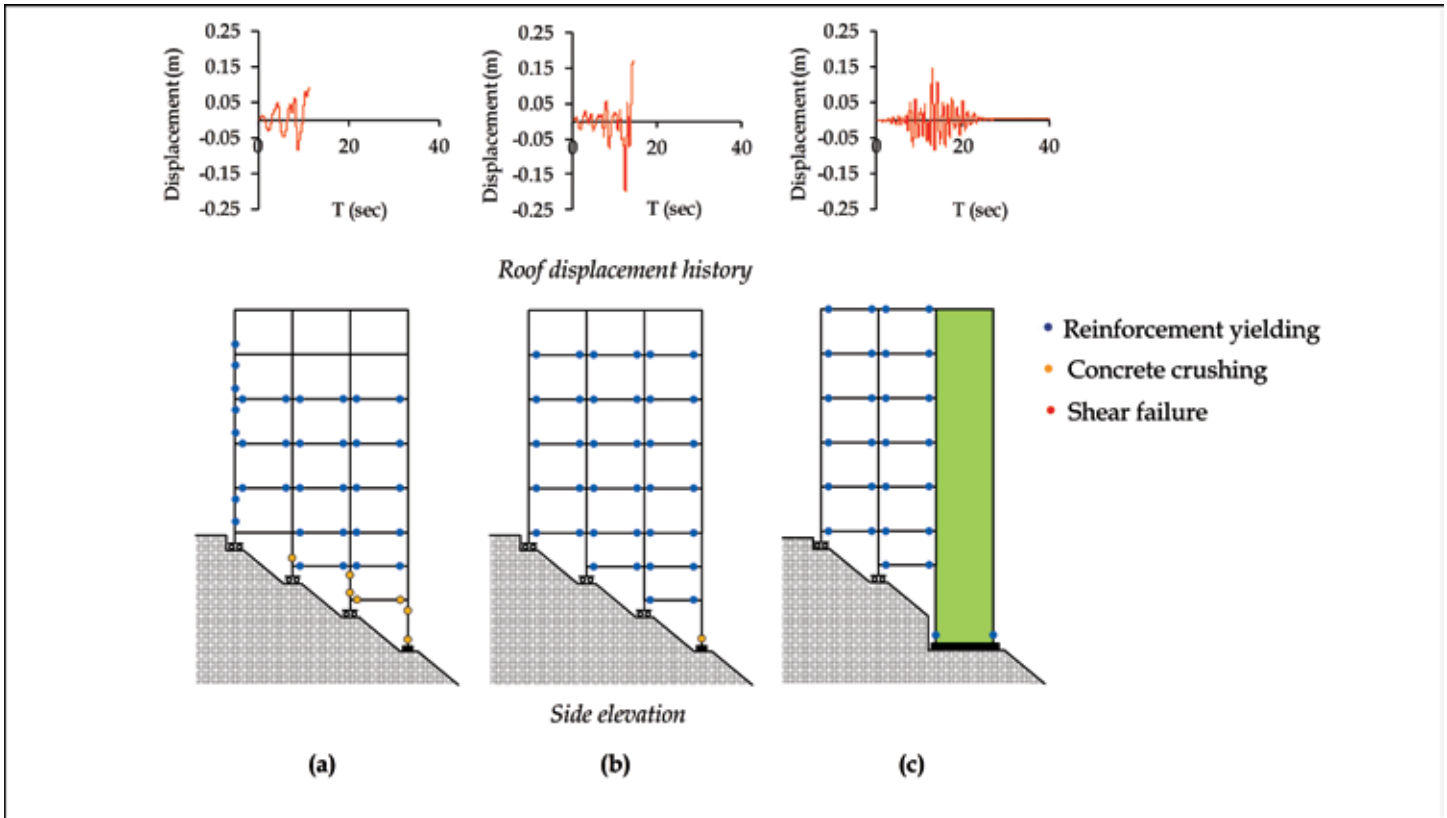 Displacement (m)
0.25
0.15
0.05
-0.05
-0.15
-0.25
0
20
40
T (sec)
Displacement (m)
0.25
0.15
0.05
-0.05
-0.15
-0.25
0
20
40
T (sec)
Displacement (m)
0.25
0.15
0.05
-0.05
-0.15
-0.25
0
20
40
T (sec)
Roof displacement history
Reinforcement yielding
Concrete crushing
Shear failure
Side elevation
(a)
(b)
(c)